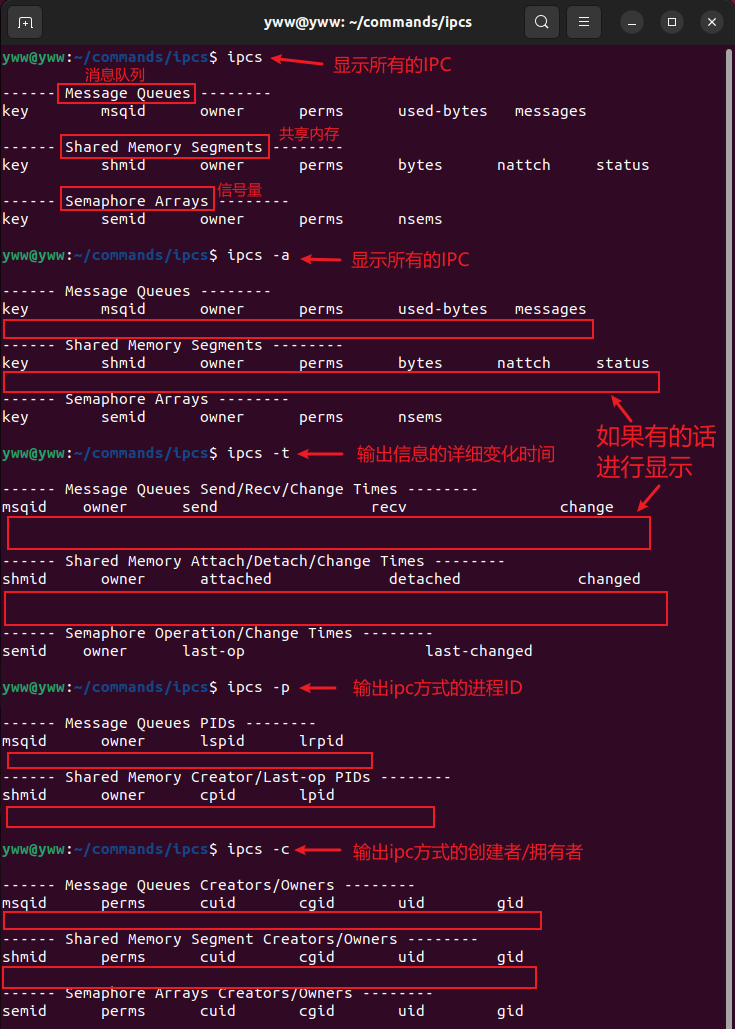 yww@yww: ~/commands/ipcs
yww@yww:~/commands/ipcs$ ipcs 显示所有的IPC
消息队列
------ Message Queues --------
key        msqid      owner      perms      used-bytes   messages
共享内存
------ Shared Memory Segments --------
key        shmid      owner      perms      bytes      nattch     status
信号量
------ Semaphore Arrays --------
key        semid      owner      perms      nsems
yww@yww:~/commands/ipcs$ ipcs -a 显示所有的IPC
------ Message Queues --------
key        msqid      owner      perms      used-bytes   messages
------ Shared Memory Segments --------
key        shmid      owner      perms      bytes      nattch     status
------ Semaphore Arrays --------
key        semid      owner      perms      nsems
如果有的话
进行显示
yww@yww:~/commands/ipcs$ ipcs -t 输出信息的详细变化时间
------ Message Queues Send/Recv/Change Times --------
msqid    owner      send                 recv                 change
------ Shared Memory Attach/Detach/Change Times --------
shmid      owner      attached             detached             changed
------ Semaphore Operation/Change Times --------
semid    owner      last-op                    last-changed
yww@yww:~/commands/ipcs$ ipcs -p 输出ipc方式的进程ID
------ Message Queues PIDs --------
msqid      owner      lspid      lrpid
------ Shared Memory Creator/Last-op PIDs --------
shmid      owner      cpid       lpid
yww@yww:~/commands/ipcs$ ipcs -c 输出ipc方式的创建者/拥有者
------ Message Queues Creators/Owners --------
msqid      perms      cuid       cgid       uid        gid
------ Shared Memory Segment Creators/Owners --------
shmid      perms      cuid       cgid       uid        gid
------ Semaphore Arrays Creators/Owners --------
semid      perms      cuid       cgid       uid        gid